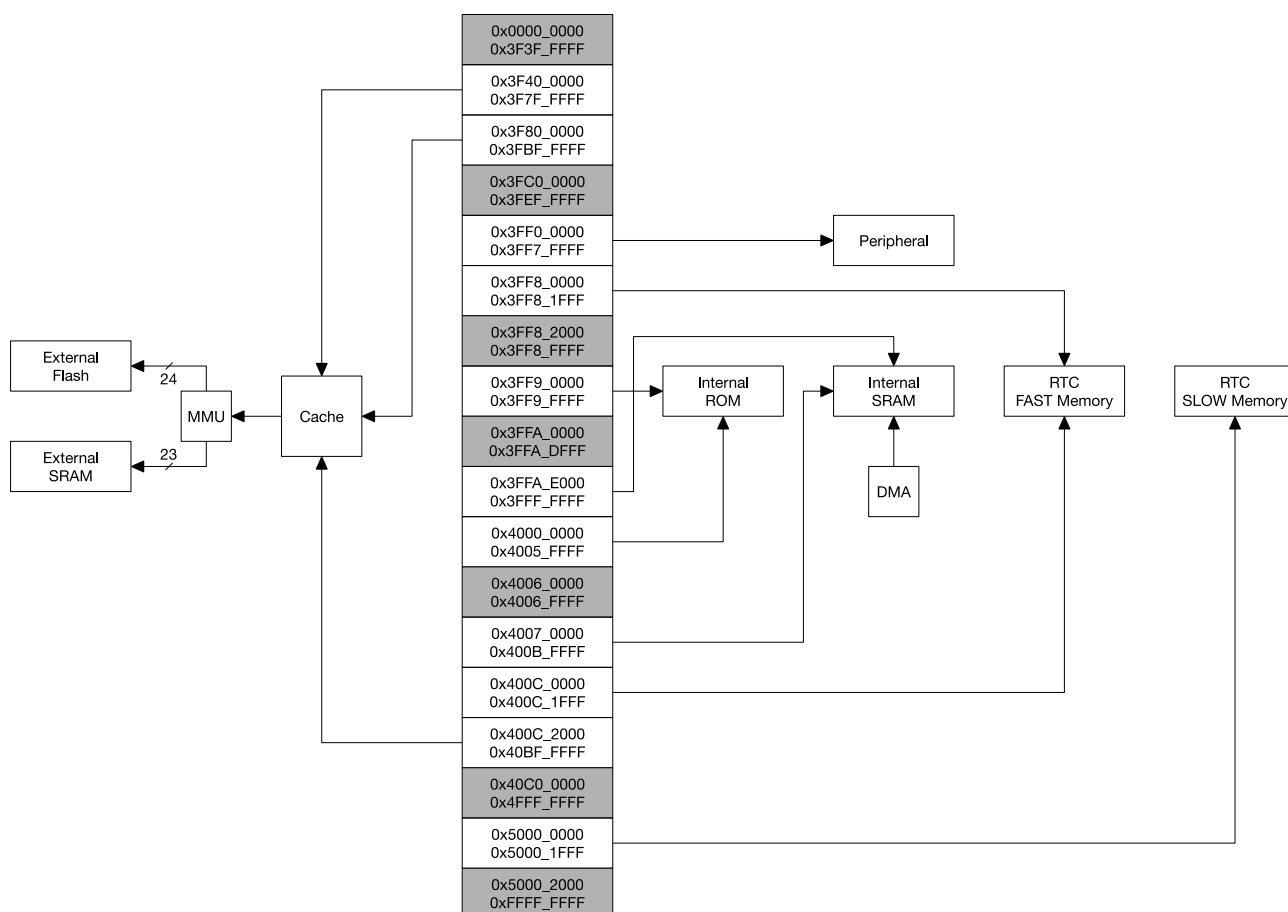 0x0000_0000
0x3F3F_FFFF
0x3F40_0000
0x3F7F_FFFF
0x3F80_0000
0x3FBF_FFFF
0x3FC0_0000
0x3FEF_FFFF
0x3FF0_0000
0x3FF7_FFFF
0x3FF8_0000
0x3FF8_1FFF
0x3FF8_2000
0x3FF8_FFFF
0x3FF9_0000
0x3FF9_FFFF
0x3FFA_0000
0x3FFA_DFFF
0x3FFA_E000
0x3FFF_FFFF
0x4000_0000
0x4005_FFFF
0x4006_0000
0x4006_FFFF
0x4007_0000
0x400B_FFFF
0x400C_0000
0x400C_1FFF
0x400C_2000
0x40BF_FFFF
0x40C0_0000
0x4FFF_FFFF
0x5000_0000
0x5000_1FFF
0x5000_2000
0xFFFF_FFFF
External
Flash
24
External
SRAM
23
MMU
Cache
Peripheral
Internal
ROM
Internal
SRAM
DMA
RTC
FAST Memory
RTC
SLOW Memory